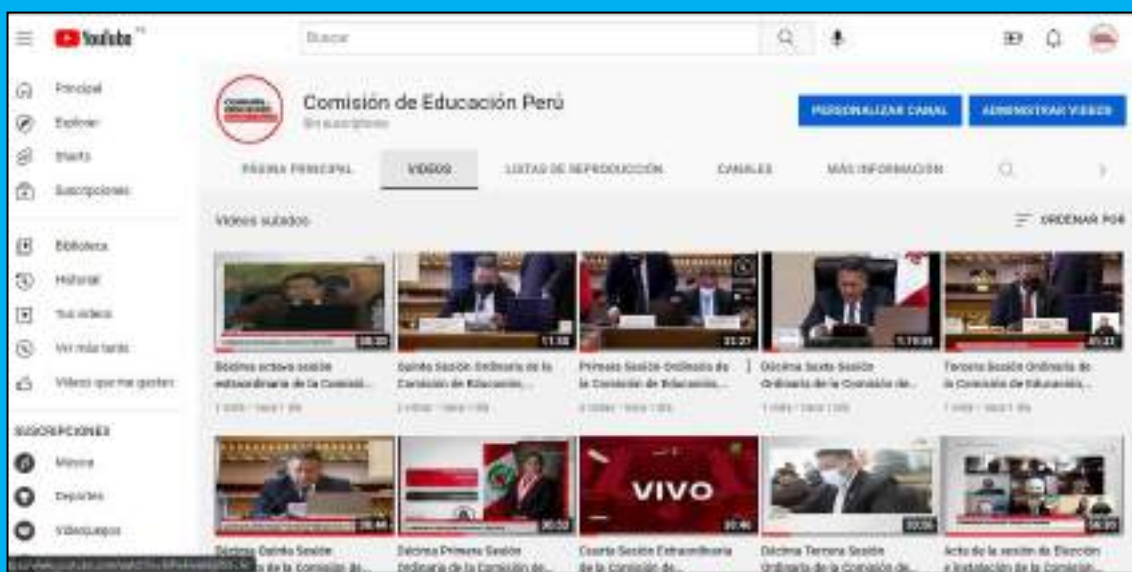 YouTube PE
Buscar
Principal
Explorar
Shorts
Suscripciones
Biblioteca
Historial
Tus videos
Ver más tarde
Videos que me gustan
SUSCRIPCIONES
Música
Deportes
Videojuegos
Comisión de Educación Perú
Sin suscriptores
PERSONALIZAR CANAL
ADMINISTRAR VIDEOS
PÁGINA PRINCIPAL
VIDEOS
LISTAS DE REPRODUCCIÓN
CANALES
MÁS INFORMACIÓN
Videos subidos
ORDENAR POR
Décima octava sesión
extraordinaria de la Comisió...
Quinta Sesión Ordinaria de la
Comisión de Educación,...
Primera Sesión Ordinaria de
la Comisión de Educación,...
Décima Sexta Sesión
Ordinaria de la Comisión de...
Tercera Sesión Ordinaria de
la Comisión de Educación,...
VIVO
Décima Quinta Sesión
de la Comisión de...
Décima Primera Sesión
Ordinaria de la Comisión de...
Cuarta Sesión Extraordinaria
de la Comisión de...
Décima Tercera Sesión
Ordinaria de la Comisión de...
Acta de la sesión de Elección
e Instalación de la Comisión...